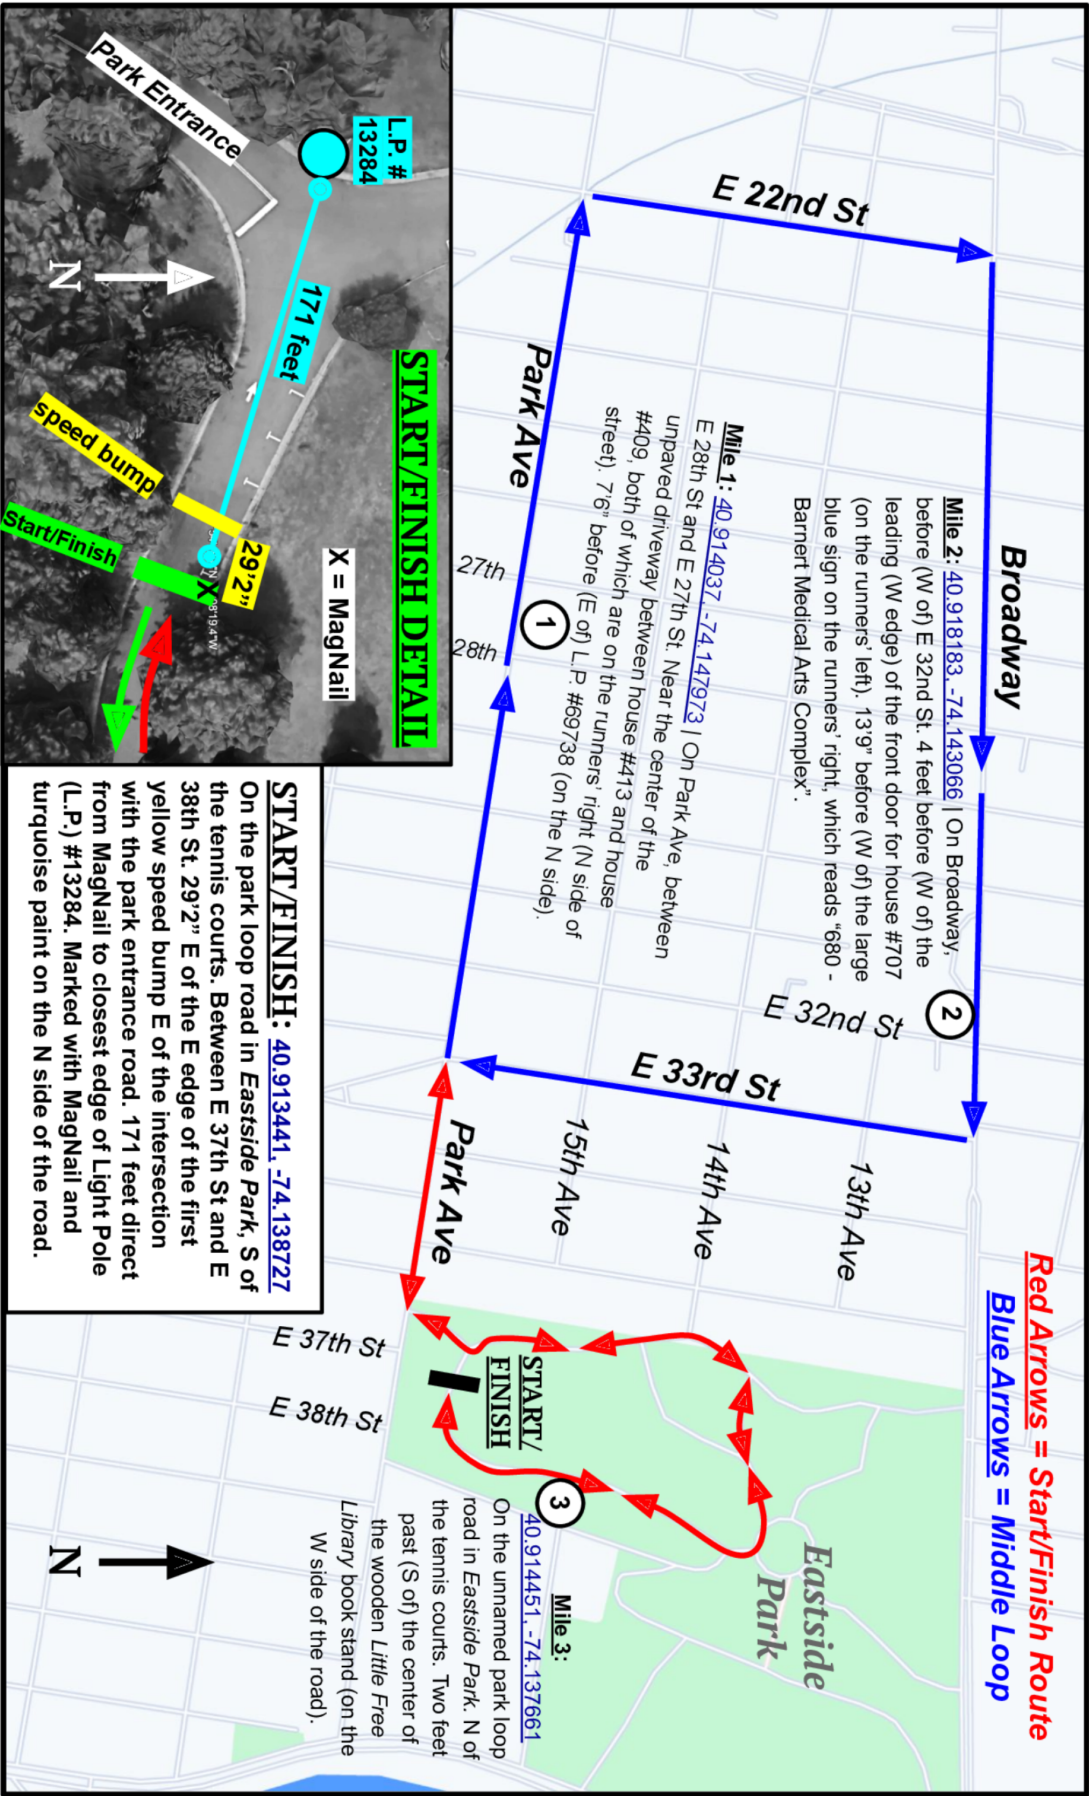 Red Arrows = Start/Finish Route
Blue Arrows = Middle Loop
Broadway
Mile 2: 40.918183, -74.143066 | On Broadway,
before (W of) E 32nd St. 4 feet before (W of) the
leading (W edge) of the front door for house #707
(on the runners' left). 13'9" before (W of) the large
blue sign on the runners' right, which reads "680 -
Barnert Medical Arts Complex".
2
E 32nd St
E 22nd St
Mile 1: 40.914037, -74.147973 | On Park Ave, between
E 28th St and E 27th St. Near the center of the
unpaved driveway between house #413 and house
#409, both of which are on the runners' right (N side of
street). 7'6" before (E of) L.P. #69738 (on the N side).
1
Park Ave
27th
28th
E 33rd St
13th Ave
14th Ave
15th Ave
Park Ave
Eastside
Park
START/
FINISH
3
E 37th St
E 38th St
Mile 3:
40.914451, -74.137661
On the unnamed park loop
road in Eastside Park. N of
the tennis courts. Two feet
past (S of) the center of
the wooden Little Free
Library book stand (on the
W side of the road).
N
START/FINISH DETAIL
X = MagNail
L.P. #
13284
Park Entrance
171 feet
29'2"
X
8'19.4"W
speed bump
Start/Finish
N
START/FINISH: 40.913441, -74.138727
On the park loop road in Eastside Park, S of
the tennis courts. Between E 37th St and E
38th St. 29'2" E of the E edge of the first
yellow speed bump E of the intersection
with the park entrance road. 171 feet direct
from MagNail to closest edge of Light Pole
(L.P.) #13284. Marked with MagNail and
turquoise paint on the N side of the road.